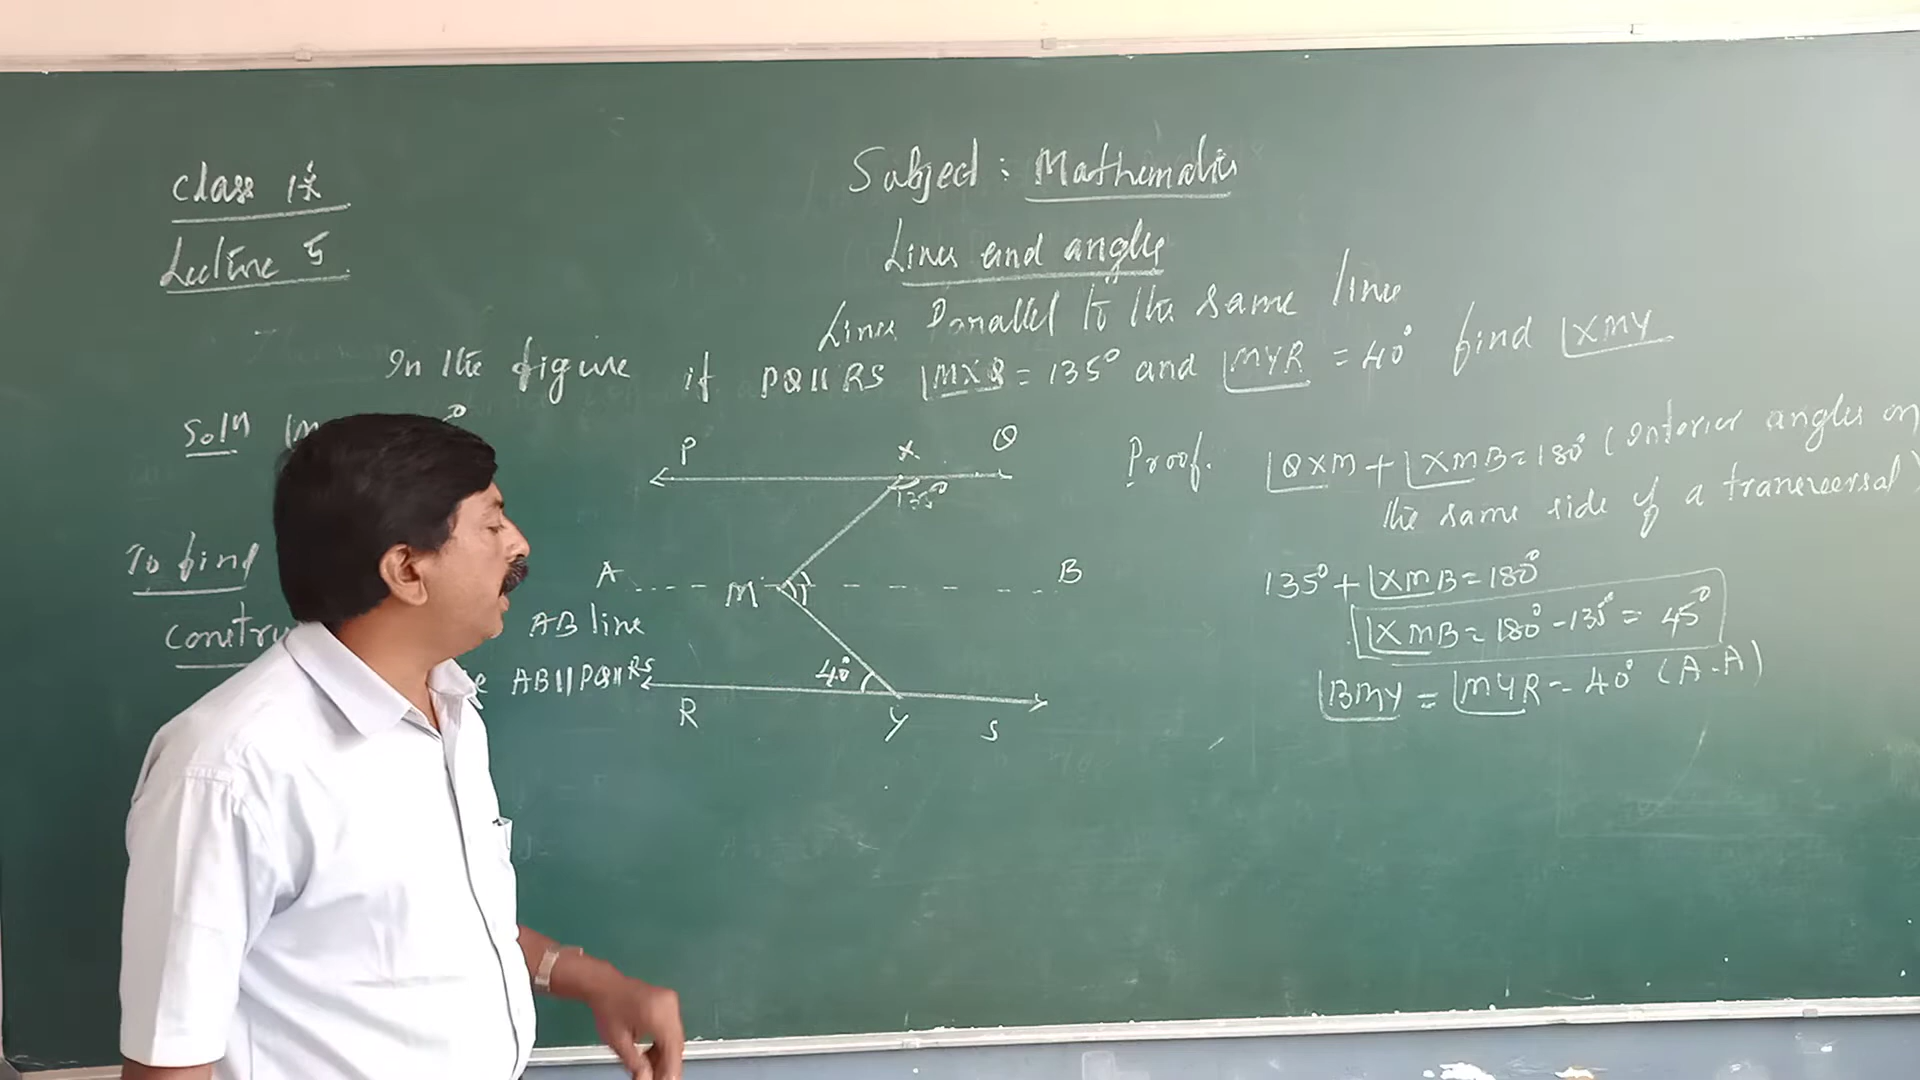 Class IX
Lecture 5
Subject : Mathematics
Lines and angles
Lines Parallel to the same line
In the figure if PQ∥RS ∠MXQ = 135° and ∠MYR = 40° find ∠XMY
Soln
To find
AB line
AB∥PQ∥RS
P X Q
135°
A M B
40°
R Y S
Proof. ∠QXM + ∠XMB = 180° (Interior angles on
the same side of a transversal)
135° + ∠XMB = 180°
∠XMB = 180° - 135° = 45°
∠BMY = ∠MYR = 40° (A.A)